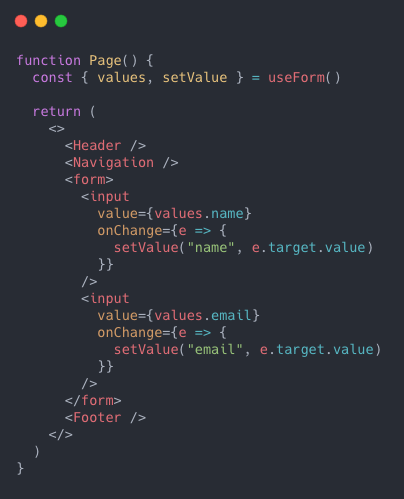 function Page() {
  const { values, setValue } = useForm()

  return (
    <>
      <Header />
      <Navigation />
      <form>
        <input
          value={values.name}
          onChange={e => {
            setValue("name", e.target.value)
          }}
        />
        <input
          value={values.email}
          onChange={e => {
            setValue("email", e.target.value)
          }}
        />
      </form>
      <Footer />
    </>
  )
}